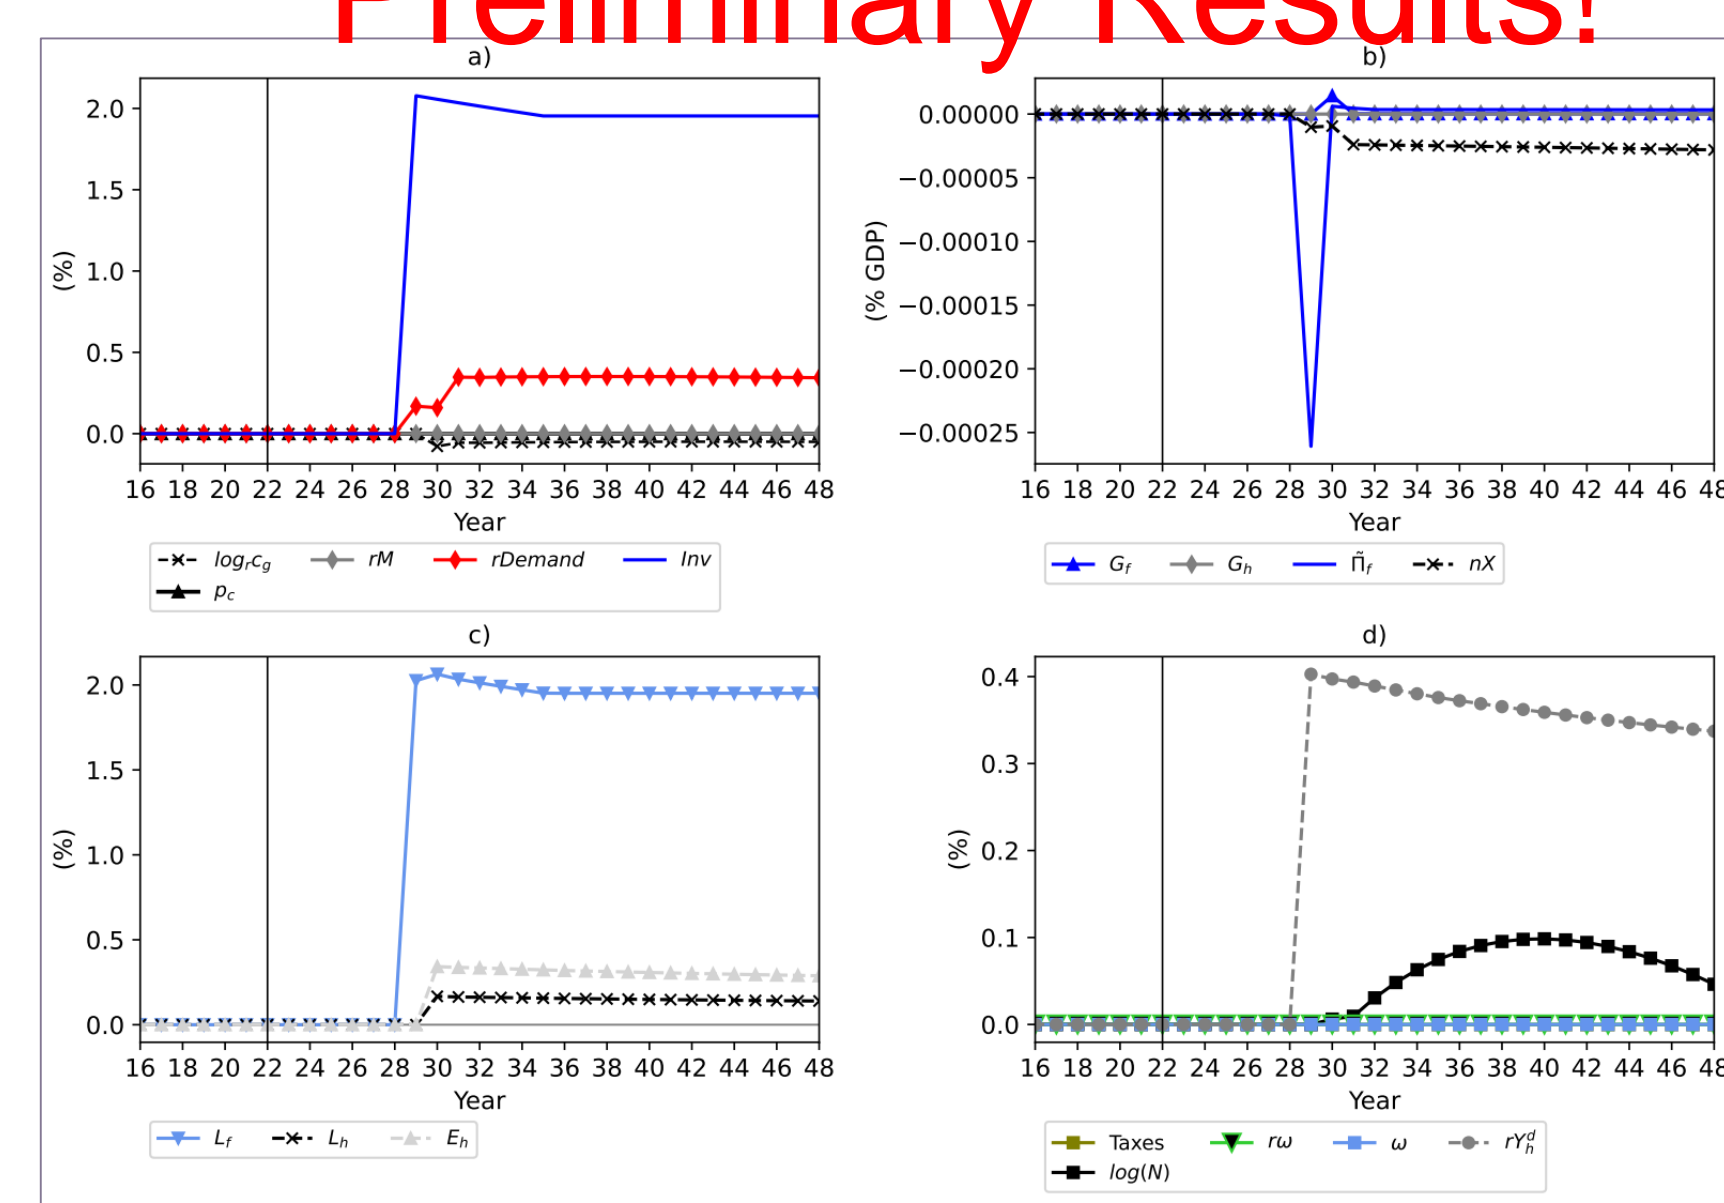 Preliminary Results!
a)
2.0
1.5
1.0
0.5
0.0
(%)
16 18 20 22 24 26 28 30 32 34 36 38 40 42 44 46 48
Year
log_r c_g rM rDemand Inv
p_c
b)
0.00000
−0.00005
−0.00010
−0.00015
−0.00020
−0.00025
(% GDP)
16 18 20 22 24 26 28 30 32 34 36 38 40 42 44 46 48
Year
G_f G_h Π̃_f nX
c)
2.0
1.5
1.0
0.5
0.0
(%)
16 18 20 22 24 26 28 30 32 34 36 38 40 42 44 46 48
Year
L_f L_h E_h
d)
0.4
0.3
0.2
0.1
0.0
(%)
16 18 20 22 24 26 28 30 32 34 36 38 40 42 44 46 48
Year
Taxes rω ω rY_h^d
log(N)